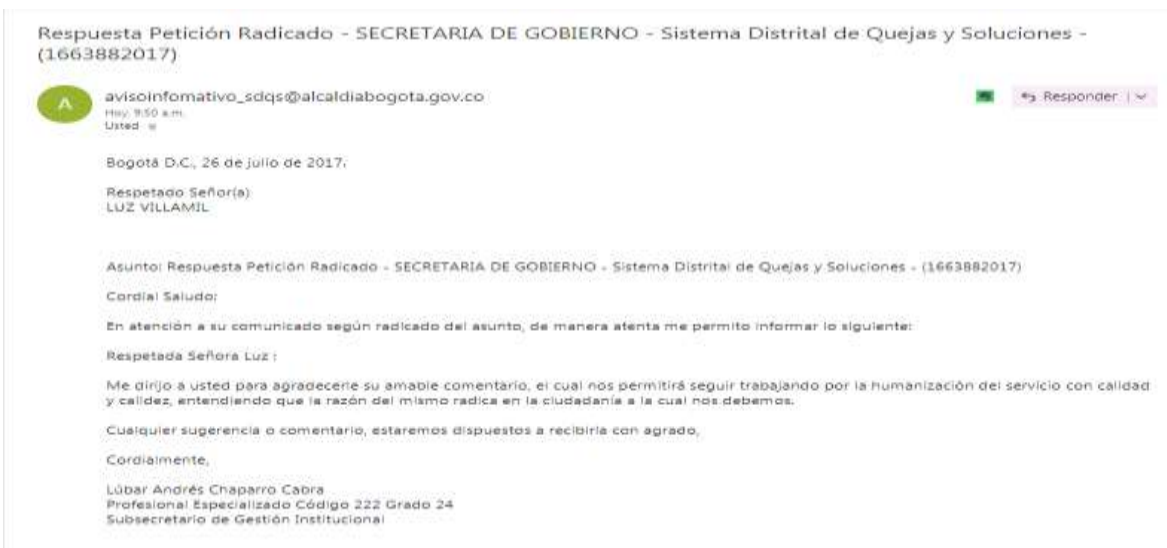 Respuesta Petición Radicado - SECRETARIA DE GOBIERNO - Sistema Distrital de Quejas y Soluciones -
(1663882017)
A
avisoinfomativo_sdqs@alcaldiabogota.gov.co
Responder
Hoy, 9:50 a.m.
Usted
Bogotá D.C., 26 de julio de 2017.
Respetado Señor(a)
LUZ VILLAMIL
Asunto: Respuesta Petición Radicado - SECRETARIA DE GOBIERNO - Sistema Distrital de Quejas y Soluciones - (1663882017)
Cordial Saludo:
En atención a su comunicado según radicado del asunto, de manera atenta me permito informar lo siguiente:
Respetada Señora Luz :
Me dirijo a usted para agradecerle su amable comentario, el cual nos permitirá seguir trabajando por la humanización del servicio con calidad
y calidez, entendiendo que la razón del mismo radica en la ciudadanía a la cual nos debemos.
Cualquier sugerencia o comentario, estaremos dispuestos a recibirla con agrado,
Cordialmente,
Lúbar Andrés Chaparro Cabra
Profesional Especializado Código 222 Grado 24
Subsecretario de Gestión Institucional